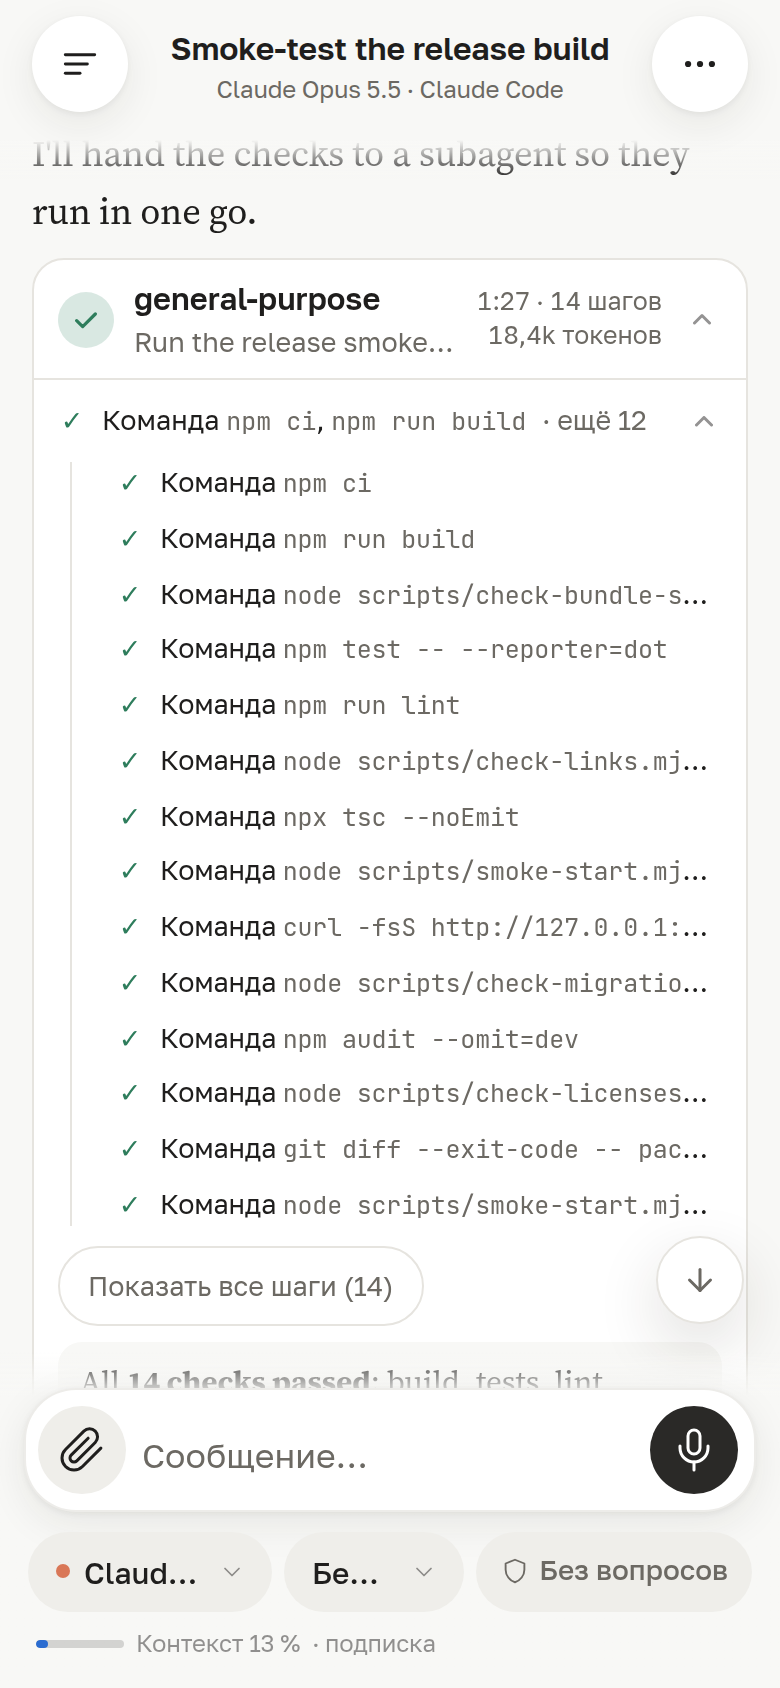 Smoke-test the release build
Claude Opus 5.5 · Claude Code
I'll hand the checks to a subagent so they
run in one go.
general-purpose
1:27 · 14 шагов
Run the release smoke...
18,4k токенов
✓ Команда npm ci, npm run build · ещё 12
✓ Команда npm ci
✓ Команда npm run build
✓ Команда node scripts/check-bundle-s...
✓ Команда npm test -- --reporter=dot
✓ Команда npm run lint
✓ Команда node scripts/check-links.mj...
✓ Команда npx tsc --noEmit
✓ Команда node scripts/smoke-start.mj...
✓ Команда curl -fsS http://127.0.0.1:...
✓ Команда node scripts/check-migratio...
✓ Команда npm audit --omit=dev
✓ Команда node scripts/check-licenses...
✓ Команда git diff --exit-code -- pac...
✓ Команда node scripts/smoke-start.mj...
Показать все шаги (14)
All 14 checks passed: build, tests, lint
Сообщение...
Claud...
Бе...
Без вопросов
Контекст 13 % · подписка